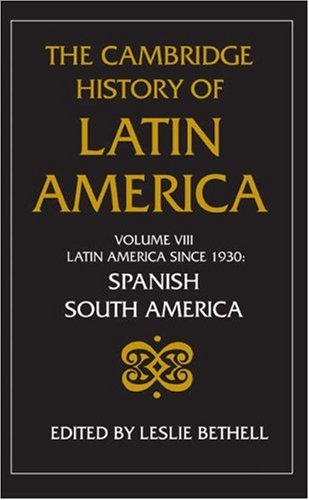 THE CAMBRIDGE
HISTORY OF
LATIN
AMERICA
VOLUME VIII
LATIN AMERICA SINCE 1930:
SPANISH
SOUTH AMERICA
EDITED BY LESLIE BETHELL